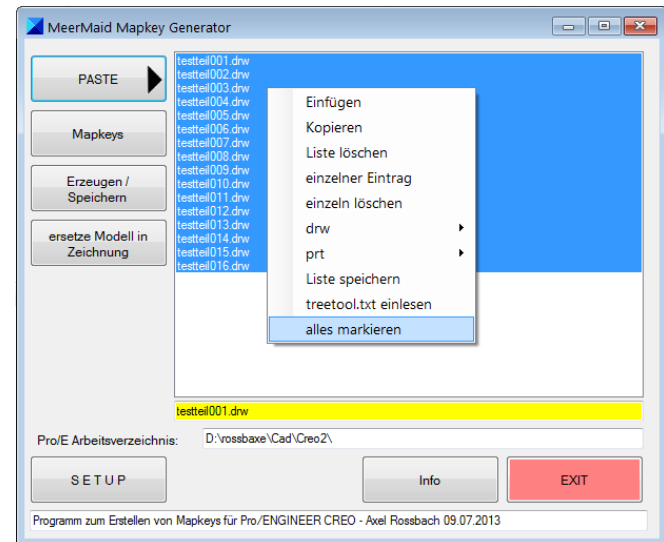 MeerMaid Mapkey Generator
PASTE
Mapkeys
Erzeugen /
Speichern
ersetze Modell in
Zeichnung
testteil001.drw
testteil002.drw
testteil003.drw
testteil004.drw
testteil005.drw
testteil006.drw
testteil007.drw
testteil008.drw
testteil009.drw
testteil010.drw
testteil011.drw
testteil012.drw
testteil013.drw
testteil014.drw
testteil015.drw
testteil016.drw
Einfügen
Kopieren
Liste löschen
einzelner Eintrag
einzeln löschen
drw
prt
Liste speichern
treetool.txt einlesen
alles markieren
testteil001.drw
Pro/E Arbeitsverzeichnis: D:\rossbaxe\Cad\Creo2\
S E T U P
Info
EXIT
Programm zum Erstellen von Mapkeys für Pro/ENGINEER CREO - Axel Rossbach 09.07.2013